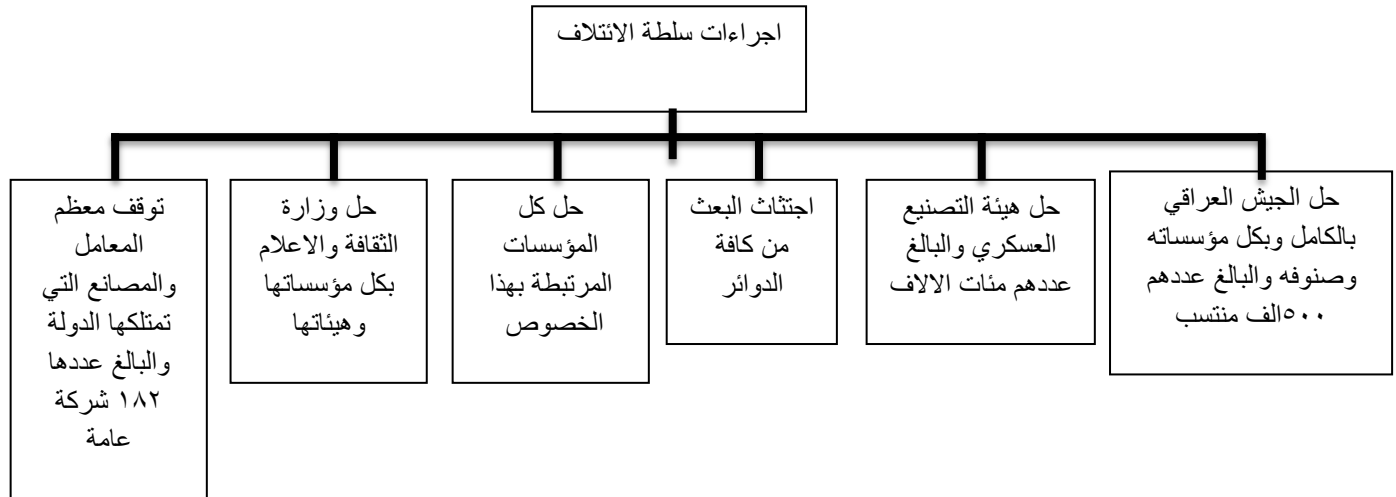 اجراءات سلطة الائتلاف
حل الجيش العراقي
بالكامل وبكل مؤسساته
وصنوفه والبالغ عددهم
٥٠٠الف منتسب
حل هيئة التصنيع
العسكري والبالغ
عددهم مئات الالاف
اجتثاث البعث
من كافة
الدوائر
حل كل
المؤسسات
المرتبطة بهذا
الخصوص
حل وزارة
الثقافة والاعلام
بكل مؤسساتها
وهيئاتها
توقف معظم
المعامل
والمصانع التي
تمتلكها الدولة
والبالغ عددها
١٨٢ شركة
عامة